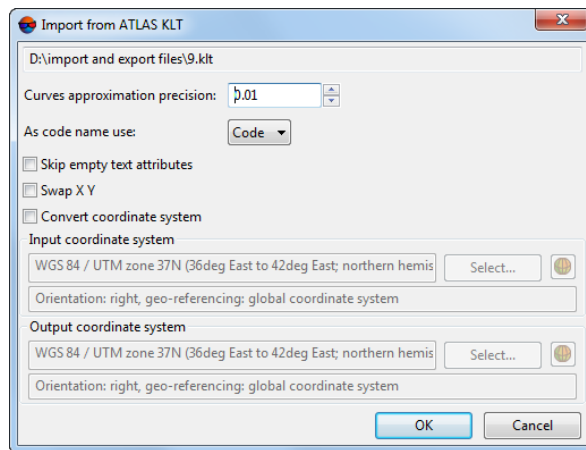 Import from ATLAS KLT
D:\import and export files\9.klt
Curves approximation precision: 0.01
As code name use: Code
Skip empty text attributes
Swap X Y
Convert coordinate system
Input coordinate system
WGS 84 / UTM zone 37N (36deg East to 42deg East; northern hemis Select...
Orientation: right, geo-referencing: global coordinate system
Output coordinate system
WGS 84 / UTM zone 37N (36deg East to 42deg East; northern hemis Select...
Orientation: right, geo-referencing: global coordinate system
OK Cancel